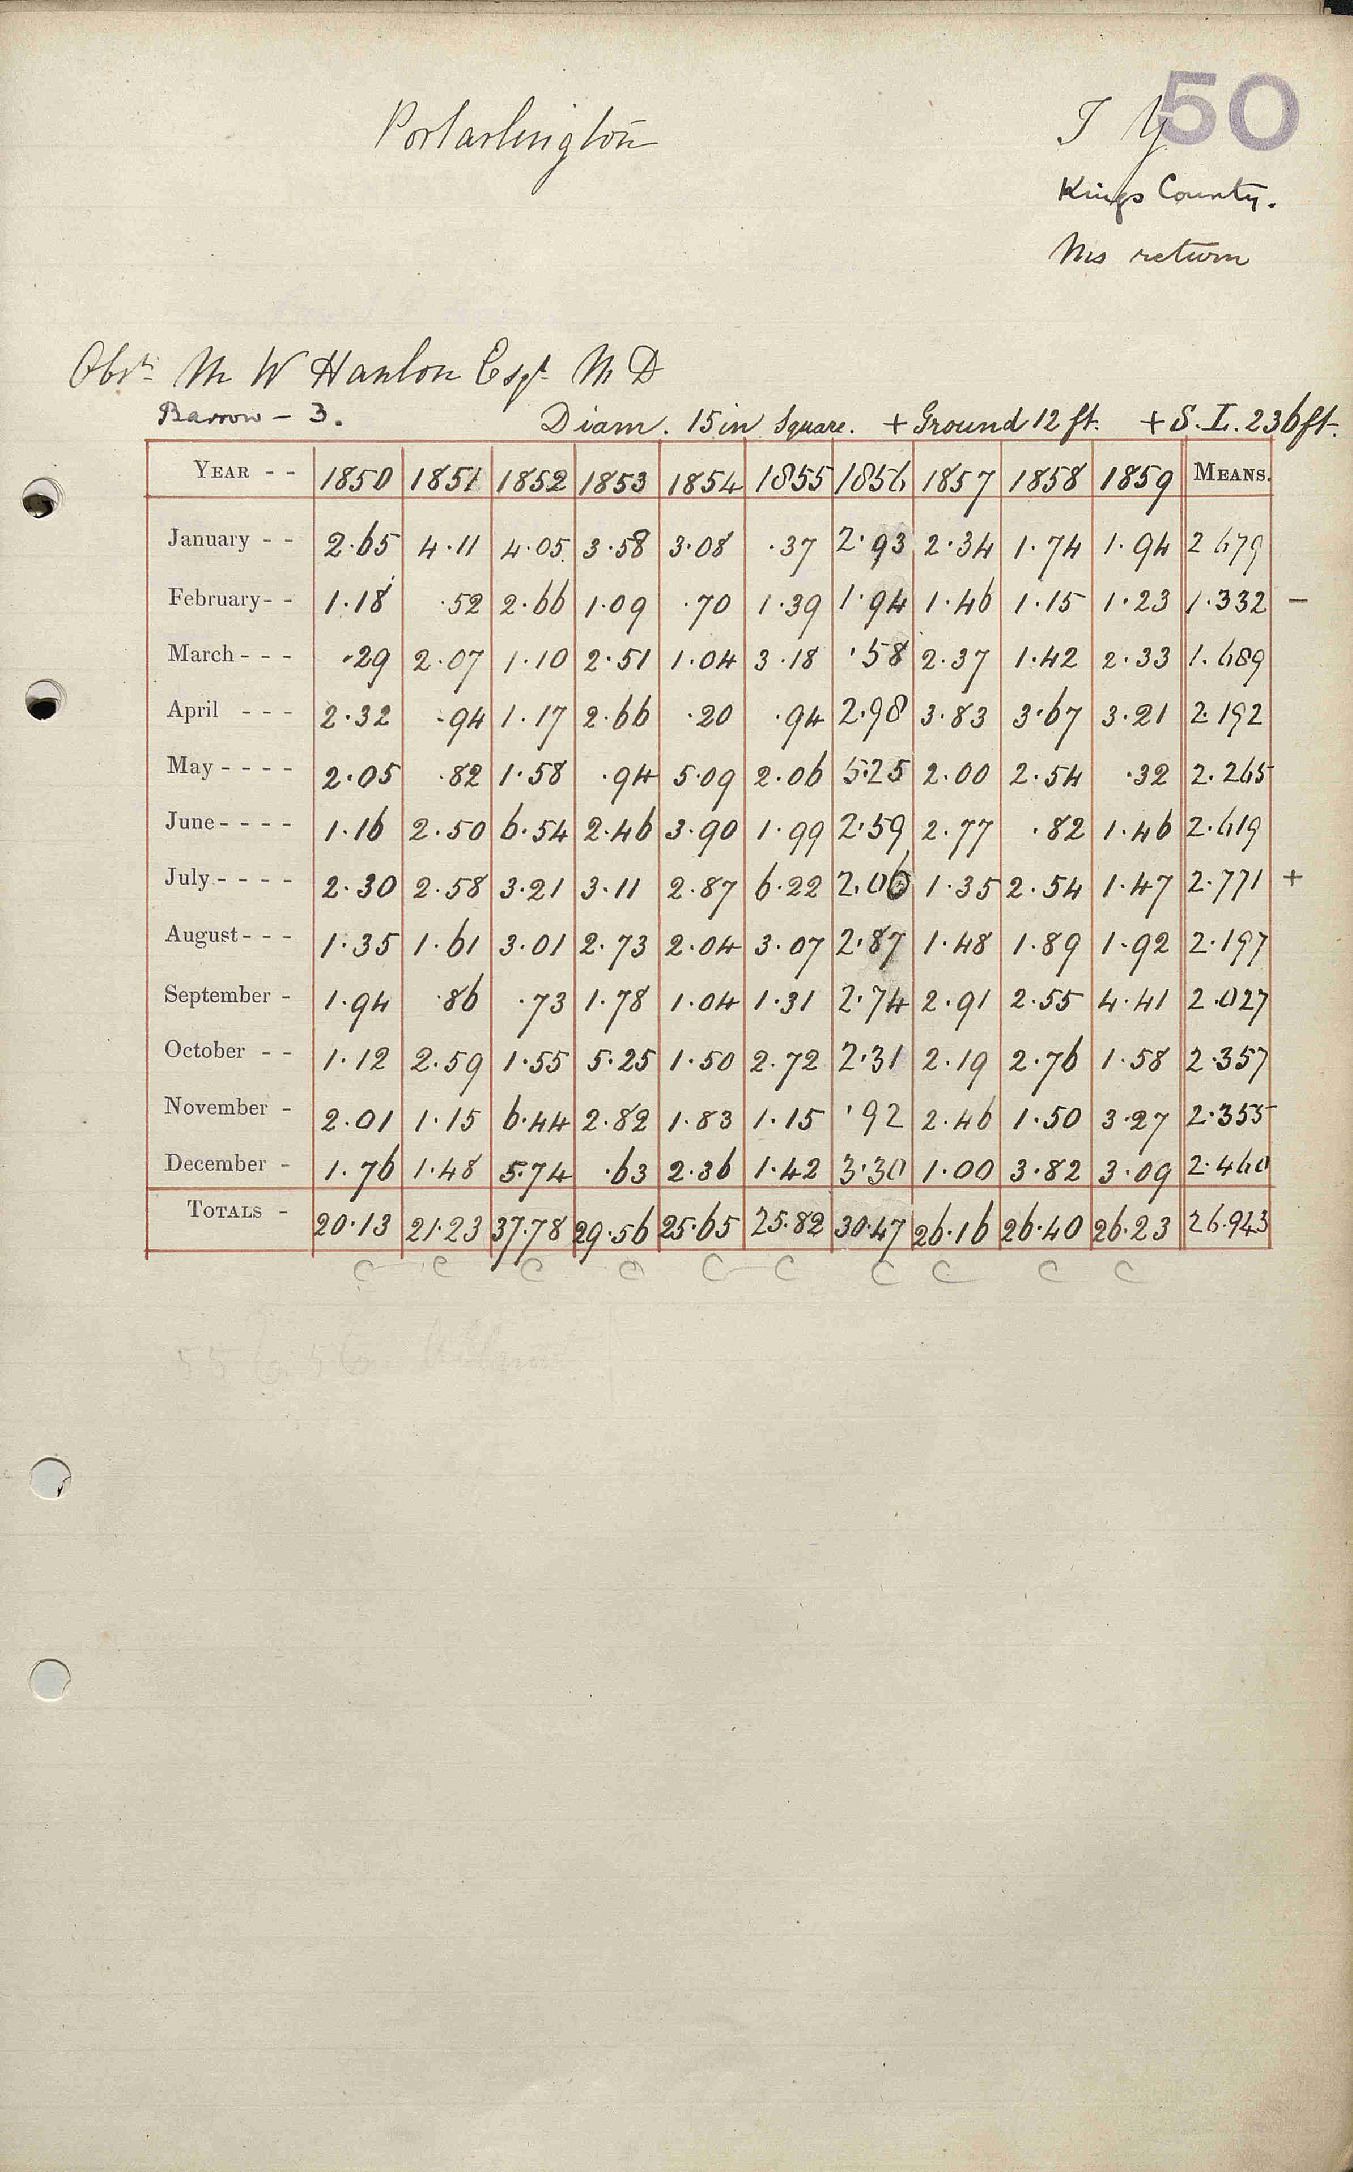 50
Portarlington
I Y
Kings County.
Ms return
Obsr. M W Hanlon Esqr. M D
Barrow - 3.
Diam. 15 in Square. + Ground 12 ft. + S.L. 236 ft.
YEAR - - 1850 1851 1852 1853 1854 1855 1856 1857 1858 1859 MEANS.
January - - 2.65 4.11 4.05 3.58 3.08 .37 2.93 2.34 1.74 1.94 2 679
February - - 1.18 .52 2.66 1.09 .70 1.39 1.94 1.46 1.15 1.23 1.332 -
March - - - .29 2.07 1.10 2.51 1.04 3.18 .58 2.37 1.42 2.33 1.689
April - - - 2.32 .94 1.17 2.66 .20 .94 2.98 3.83 3.67 3.21 2.192
May - - - - 2.05 .82 1.58 .94 5.09 2.06 5.25 2.00 2.54 .32 2.265
June - - - - 1.16 2.50 6.54 2.46 3.90 1.99 2.59 2.77 .82 1.46 2.619
July - - - - 2.30 2.58 3.21 3.11 2.87 6.22 2.06 1.35 2.54 1.47 2.771 +
August - - - 1.35 1.61 3.01 2.73 2.04 3.07 2.87 1.48 1.89 1.92 2.197
September - 1.94 .86 .73 1.78 1.04 1.31 2.74 2.91 2.55 4.41 2.027
October - - 1.12 2.59 1.55 5.25 1.50 2.72 2.31 2.19 2.76 1.58 2.357
November - 2.01 1.15 6.44 2.82 1.83 1.15 .92 2.46 1.50 3.27 2.355
December - 1.76 1.48 5.74 .63 2.36 1.42 3.30 1.00 3.82 3.09 2.460
TOTALS - 20.13 21.23 37.78 29.56 25.65 25.82 30.47 26.16 26.40 26.23 26.943
C C C C C C C C C C